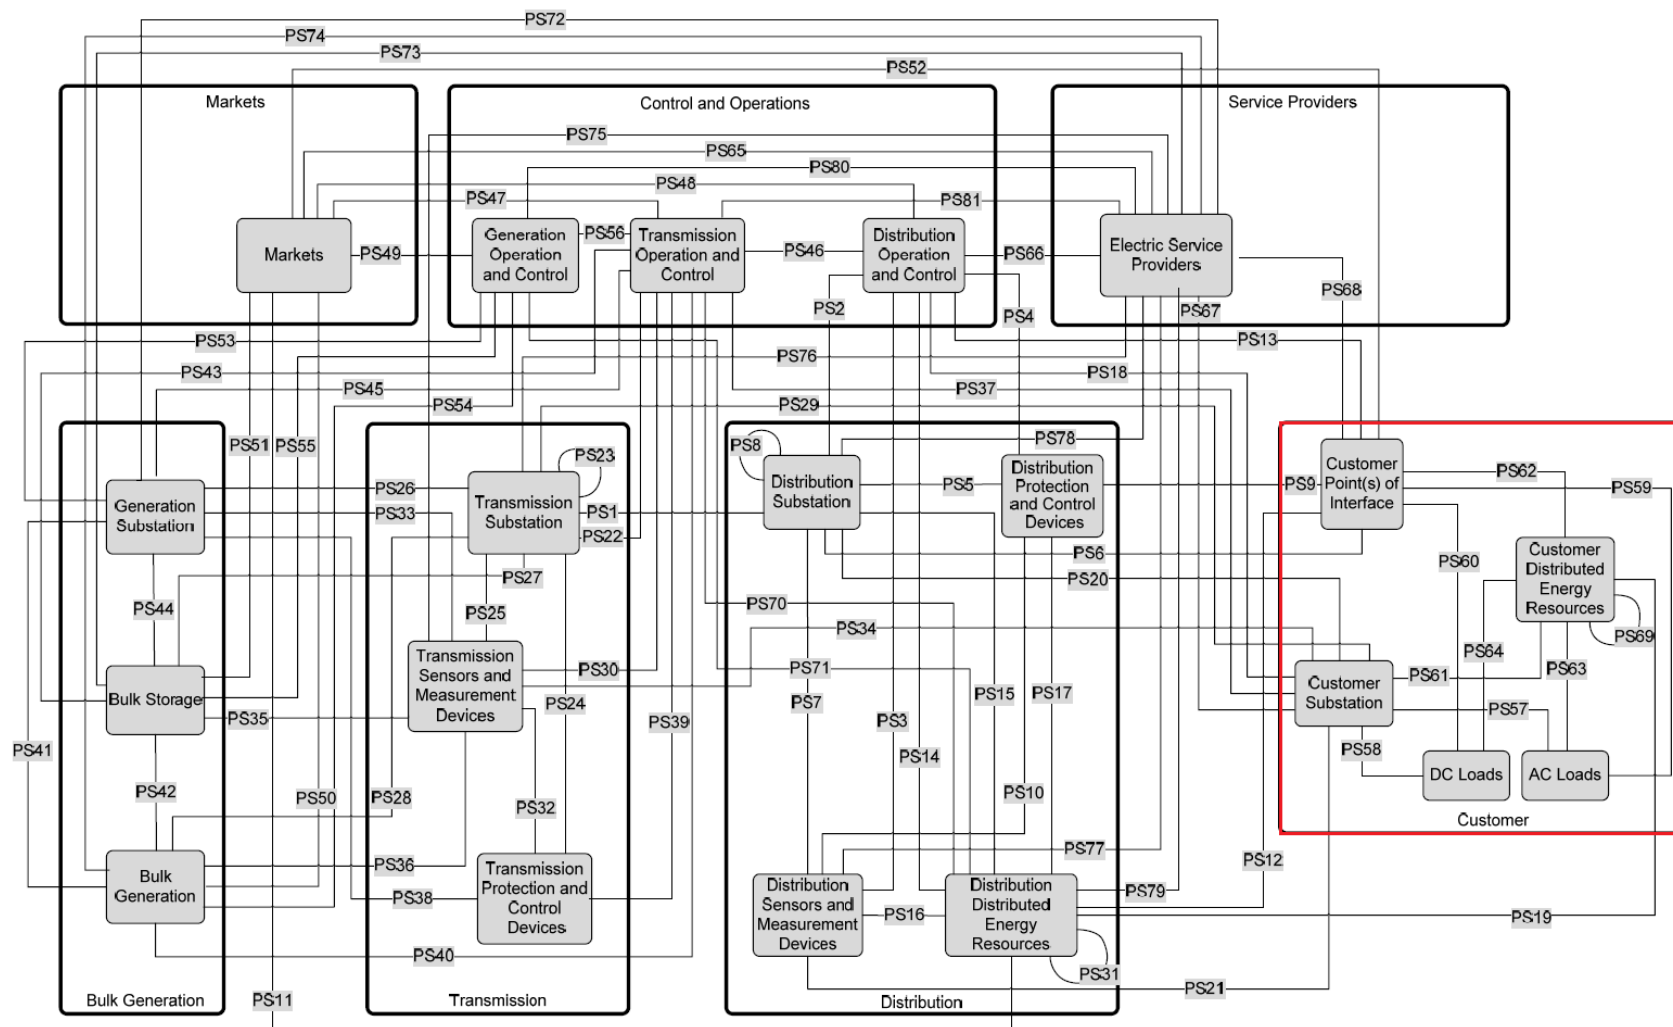 PS72
PS74
PS73
PS52
Markets
Control and Operations
Service Providers
PS75
PS65
PS80
PS48
PS47
PS81
Markets
PS49
Generation
Operation
and Control
PS56
Transmission
Operation and
Control
PS46
Distribution
Operation
and Control
PS66
Electric Service
Providers
PS68
PS2
PS4
PS67
PS53
PS76
PS13
PS43
PS45
PS54
PS37
PS18
PS29
PS51
PS55
PS23
PS8
PS78
Generation
Substation
PS26
PS33
Transmission
Substation
PS1
PS22
Distribution
Substation
PS5
Distribution
Protection
and Control
Devices
PS9
Customer
Point(s) of
Interface
PS62
PS59
PS6
PS20
PS60
Customer
Distributed
Energy
Resources
PS69
PS27
PS44
PS25
PS70
PS34
PS64
PS63
Bulk Storage
Transmission
Sensors and
Measurement
Devices
PS30
PS24
PS71
PS7
PS15
PS17
PS61
Customer
Substation
PS57
PS35
PS39
PS3
PS14
PS58
PS41
DC Loads
AC Loads
PS42
PS50
PS28
PS32
PS10
Customer
PS36
PS77
PS12
Bulk
Generation
PS38
Transmission
Protection and
Control
Devices
Distribution
Sensors and
Measurement
Devices
PS16
Distribution
Distributed
Energy
Resources
PS79
PS19
PS40
PS31
PS21
Bulk Generation
PS11
Transmission
Distribution